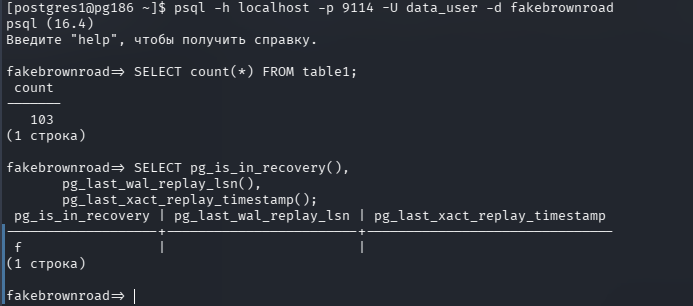 [postgres1@pg186 ~]$ psql -h localhost -p 9114 -U data_user -d fakebrownroad
psql (16.4)
Введите "help", чтобы получить справку.
fakebrownroad=> SELECT count(*) FROM table1;
 count
-------
   103
(1 строка)
fakebrownroad=> SELECT pg_is_in_recovery(),
       pg_last_wal_replay_lsn(),
       pg_last_xact_replay_timestamp();
 pg_is_in_recovery | pg_last_wal_replay_lsn | pg_last_xact_replay_timestamp
-------------------+------------------------+-------------------------------
 f                 |                        |
(1 строка)
fakebrownroad=>